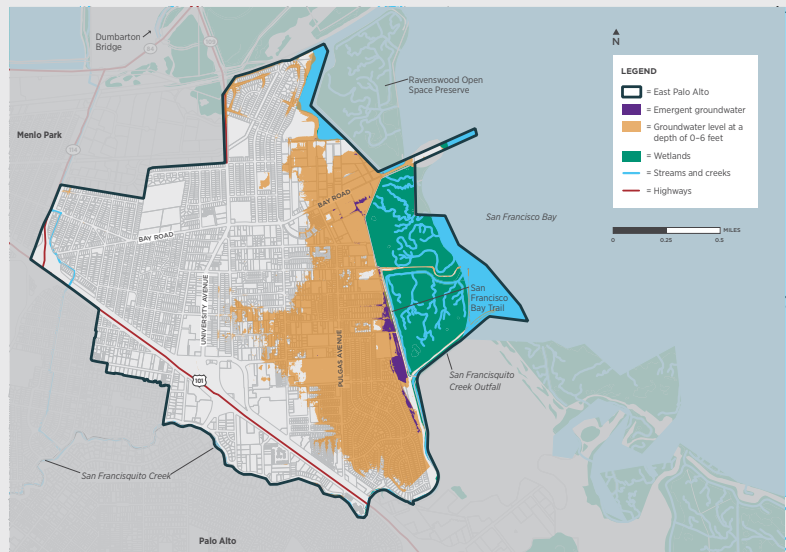 Dumbarton
Bridge
84
109
Ravenswood Open
Space Preserve
Menlo Park
114
BAY ROAD
BAY ROAD
San Francisco Bay
San
Francisco
Bay Trail
UNIVERSITY AVENUE
PULGAS AVENUE
101
San Francisquito
Creek Outfall
San Francisquito Creek
Palo Alto
N
LEGEND
= East Palo Alto
= Emergent groundwater
= Groundwater level at a
depth of 0–6 feet
= Wetlands
= Streams and creeks
= Highways
MILES
0 0.25 0.5